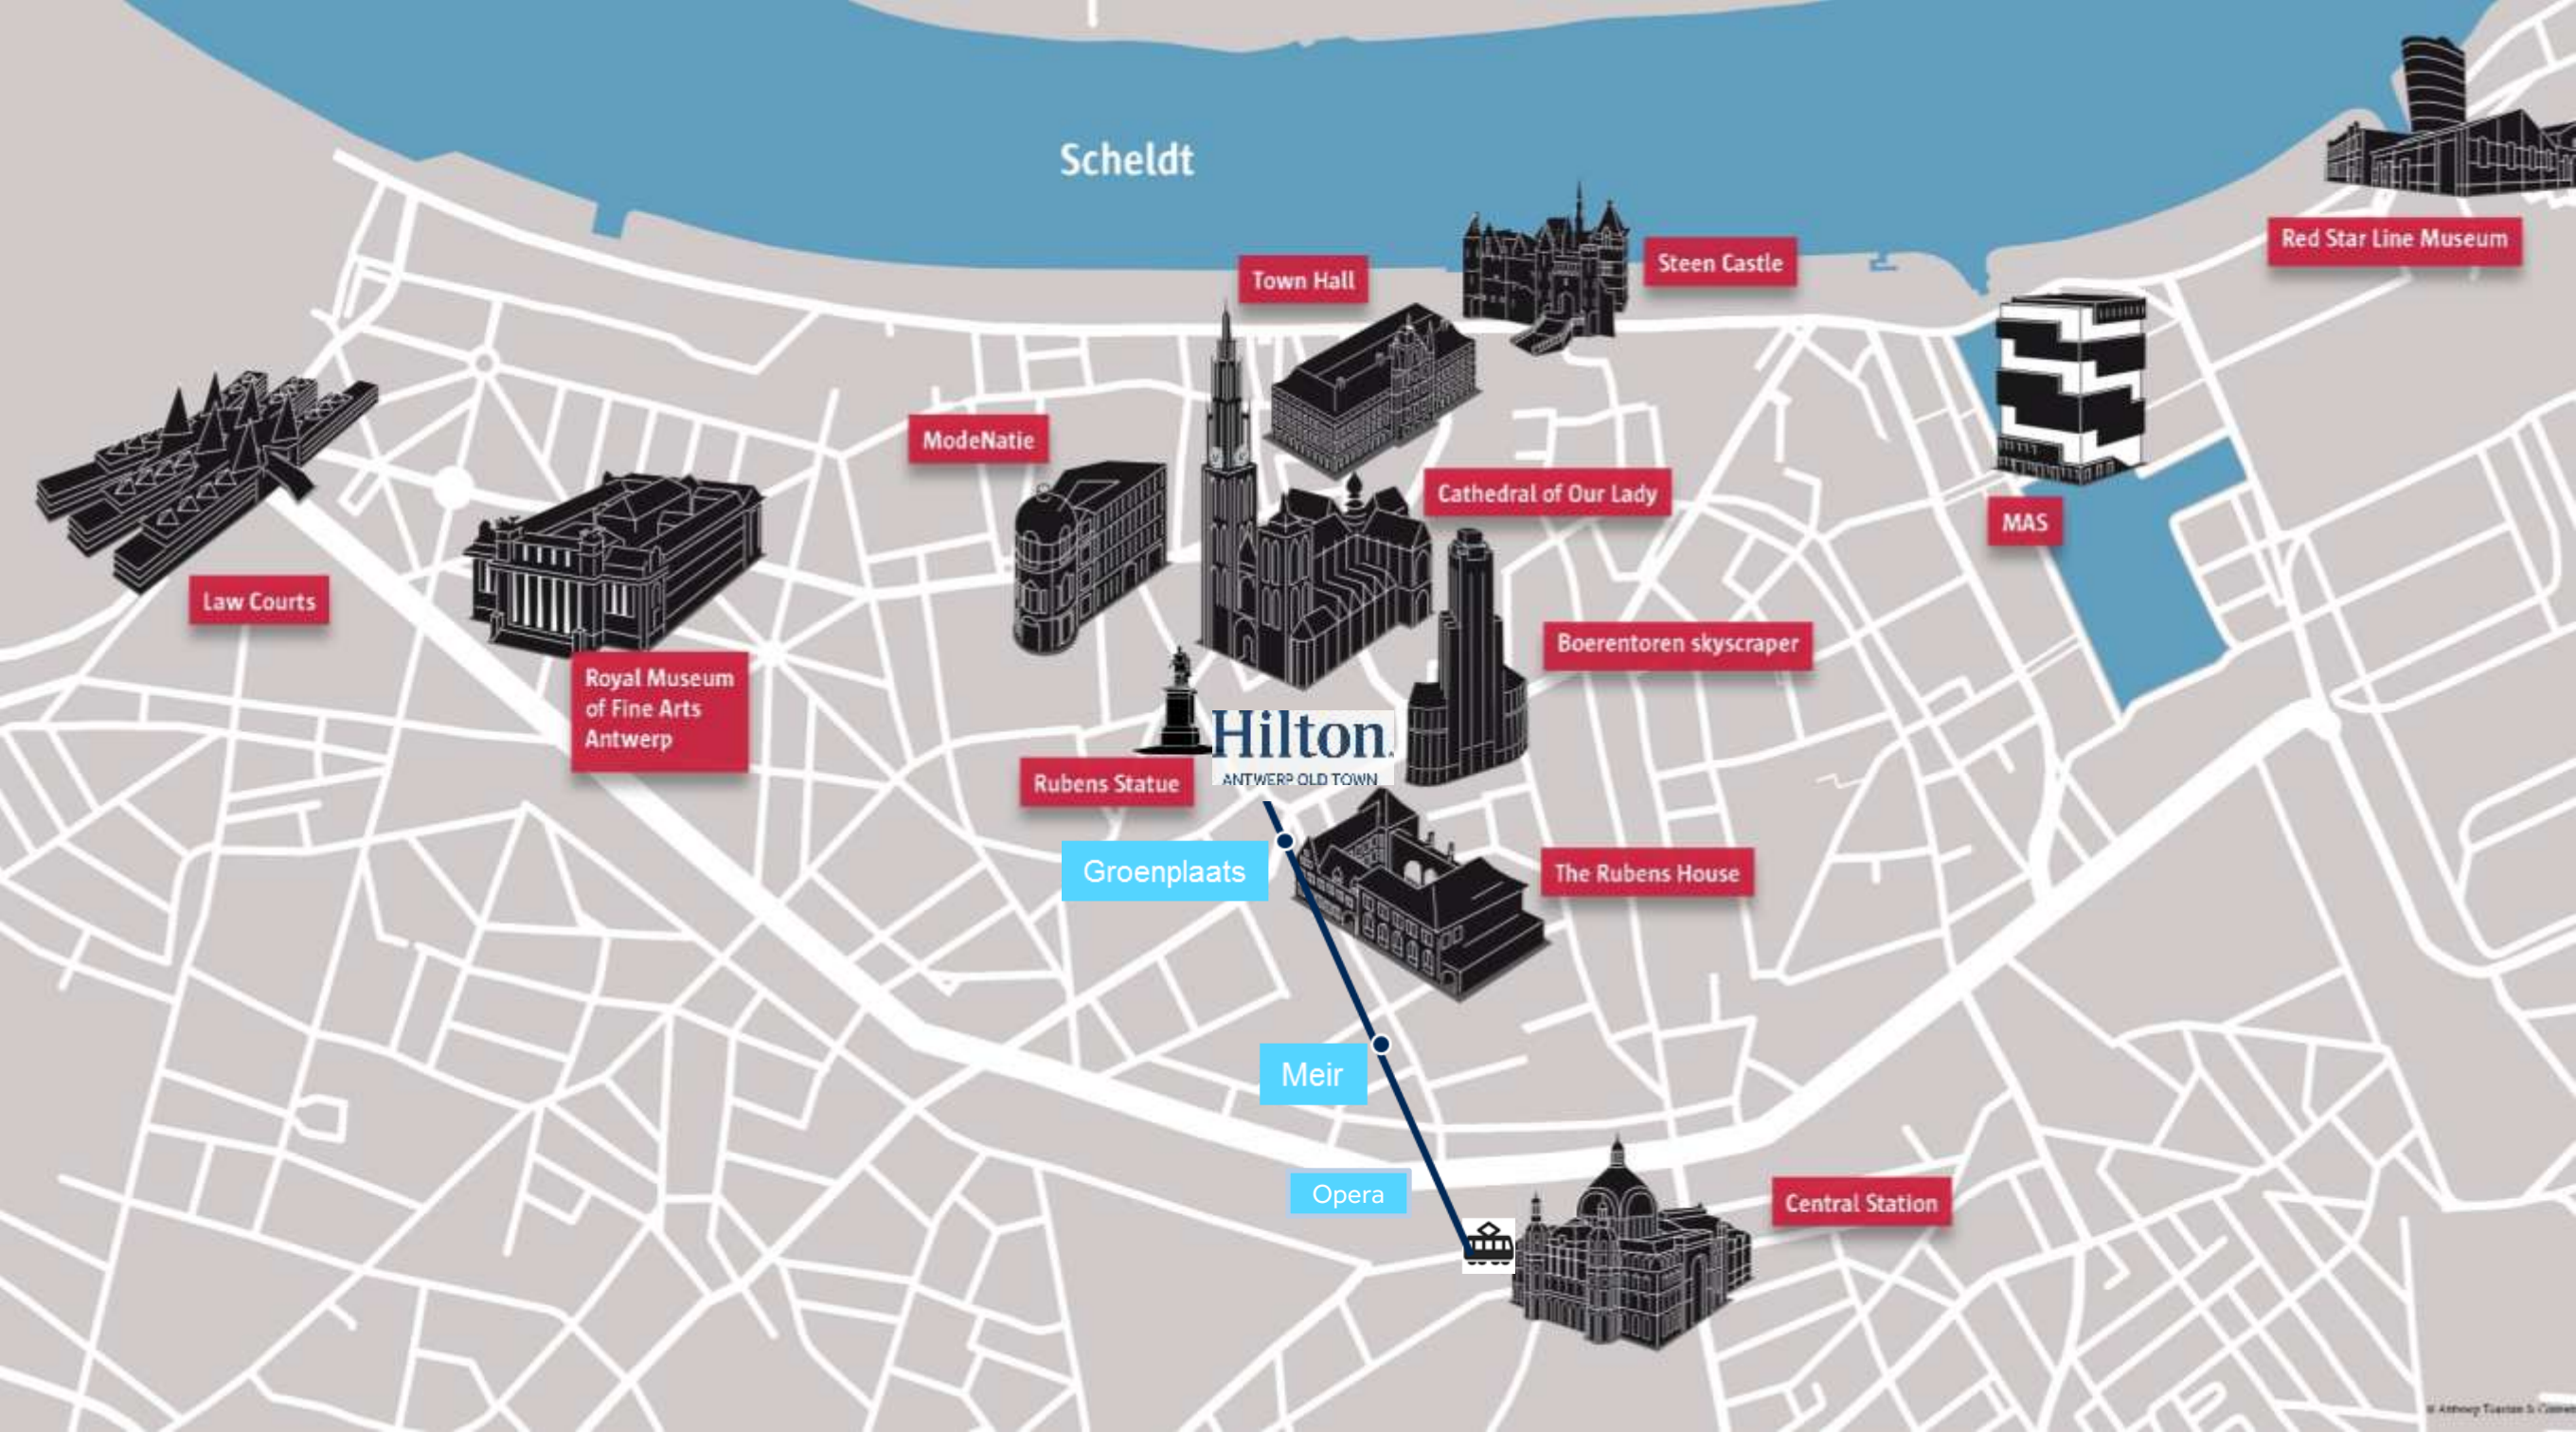 Scheldt
Red Star Line Museum
Steen Castle
Town Hall
ModeNatie
Cathedral of Our Lady
MAS
Law Courts
Boerentoren skyscraper
Royal Museum
of Fine Arts
Antwerp
Hilton
ANTWERP OLD TOWN
Rubens Statue
Groenplaats
The Rubens House
Meir
Opera
Central Station
© Antwerp Tourism &